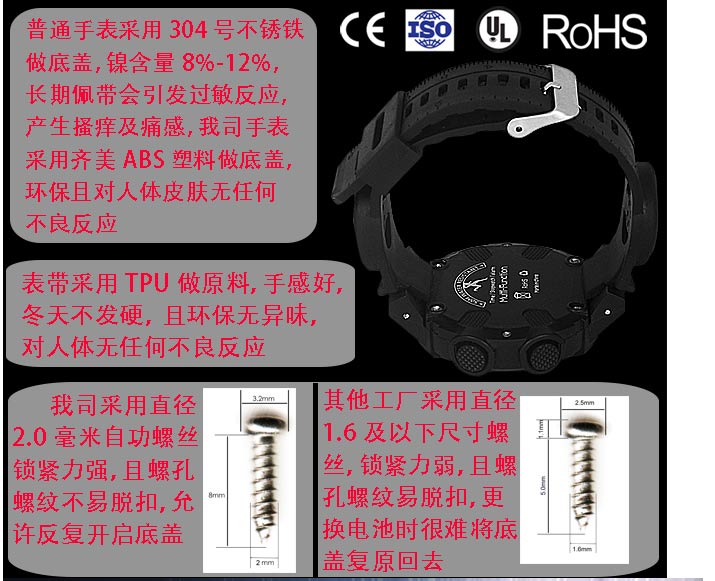 普通手表采用 304 号不锈铁
做底盖, 镍含量 8%-12%,
长期佩带会引发过敏反应,
产生搔痒及痛感, 我司手表
采用齐美 ABS 塑料做底盖,
环保且对人体皮肤无任何
不良反应
CE ISO UL RoHS
表带采用 TPU 做原料, 手感好,
冬天不发硬, 且环保无异味,
对人体无任何不良反应
Multi-Function
我司采用直径
2.0 毫米自功螺丝
锁紧力强, 且螺孔
螺纹不易脱扣, 允
许反复开启底盖
3.2mm
8mm
2 mm
其他工厂采用直径
1.6 及以下尺寸螺
丝, 锁紧力弱, 且螺
孔螺纹易脱扣, 更
换电池时很难将底
盖复原回去
2.5mm
1.1mm
5.0mm
1.6mm